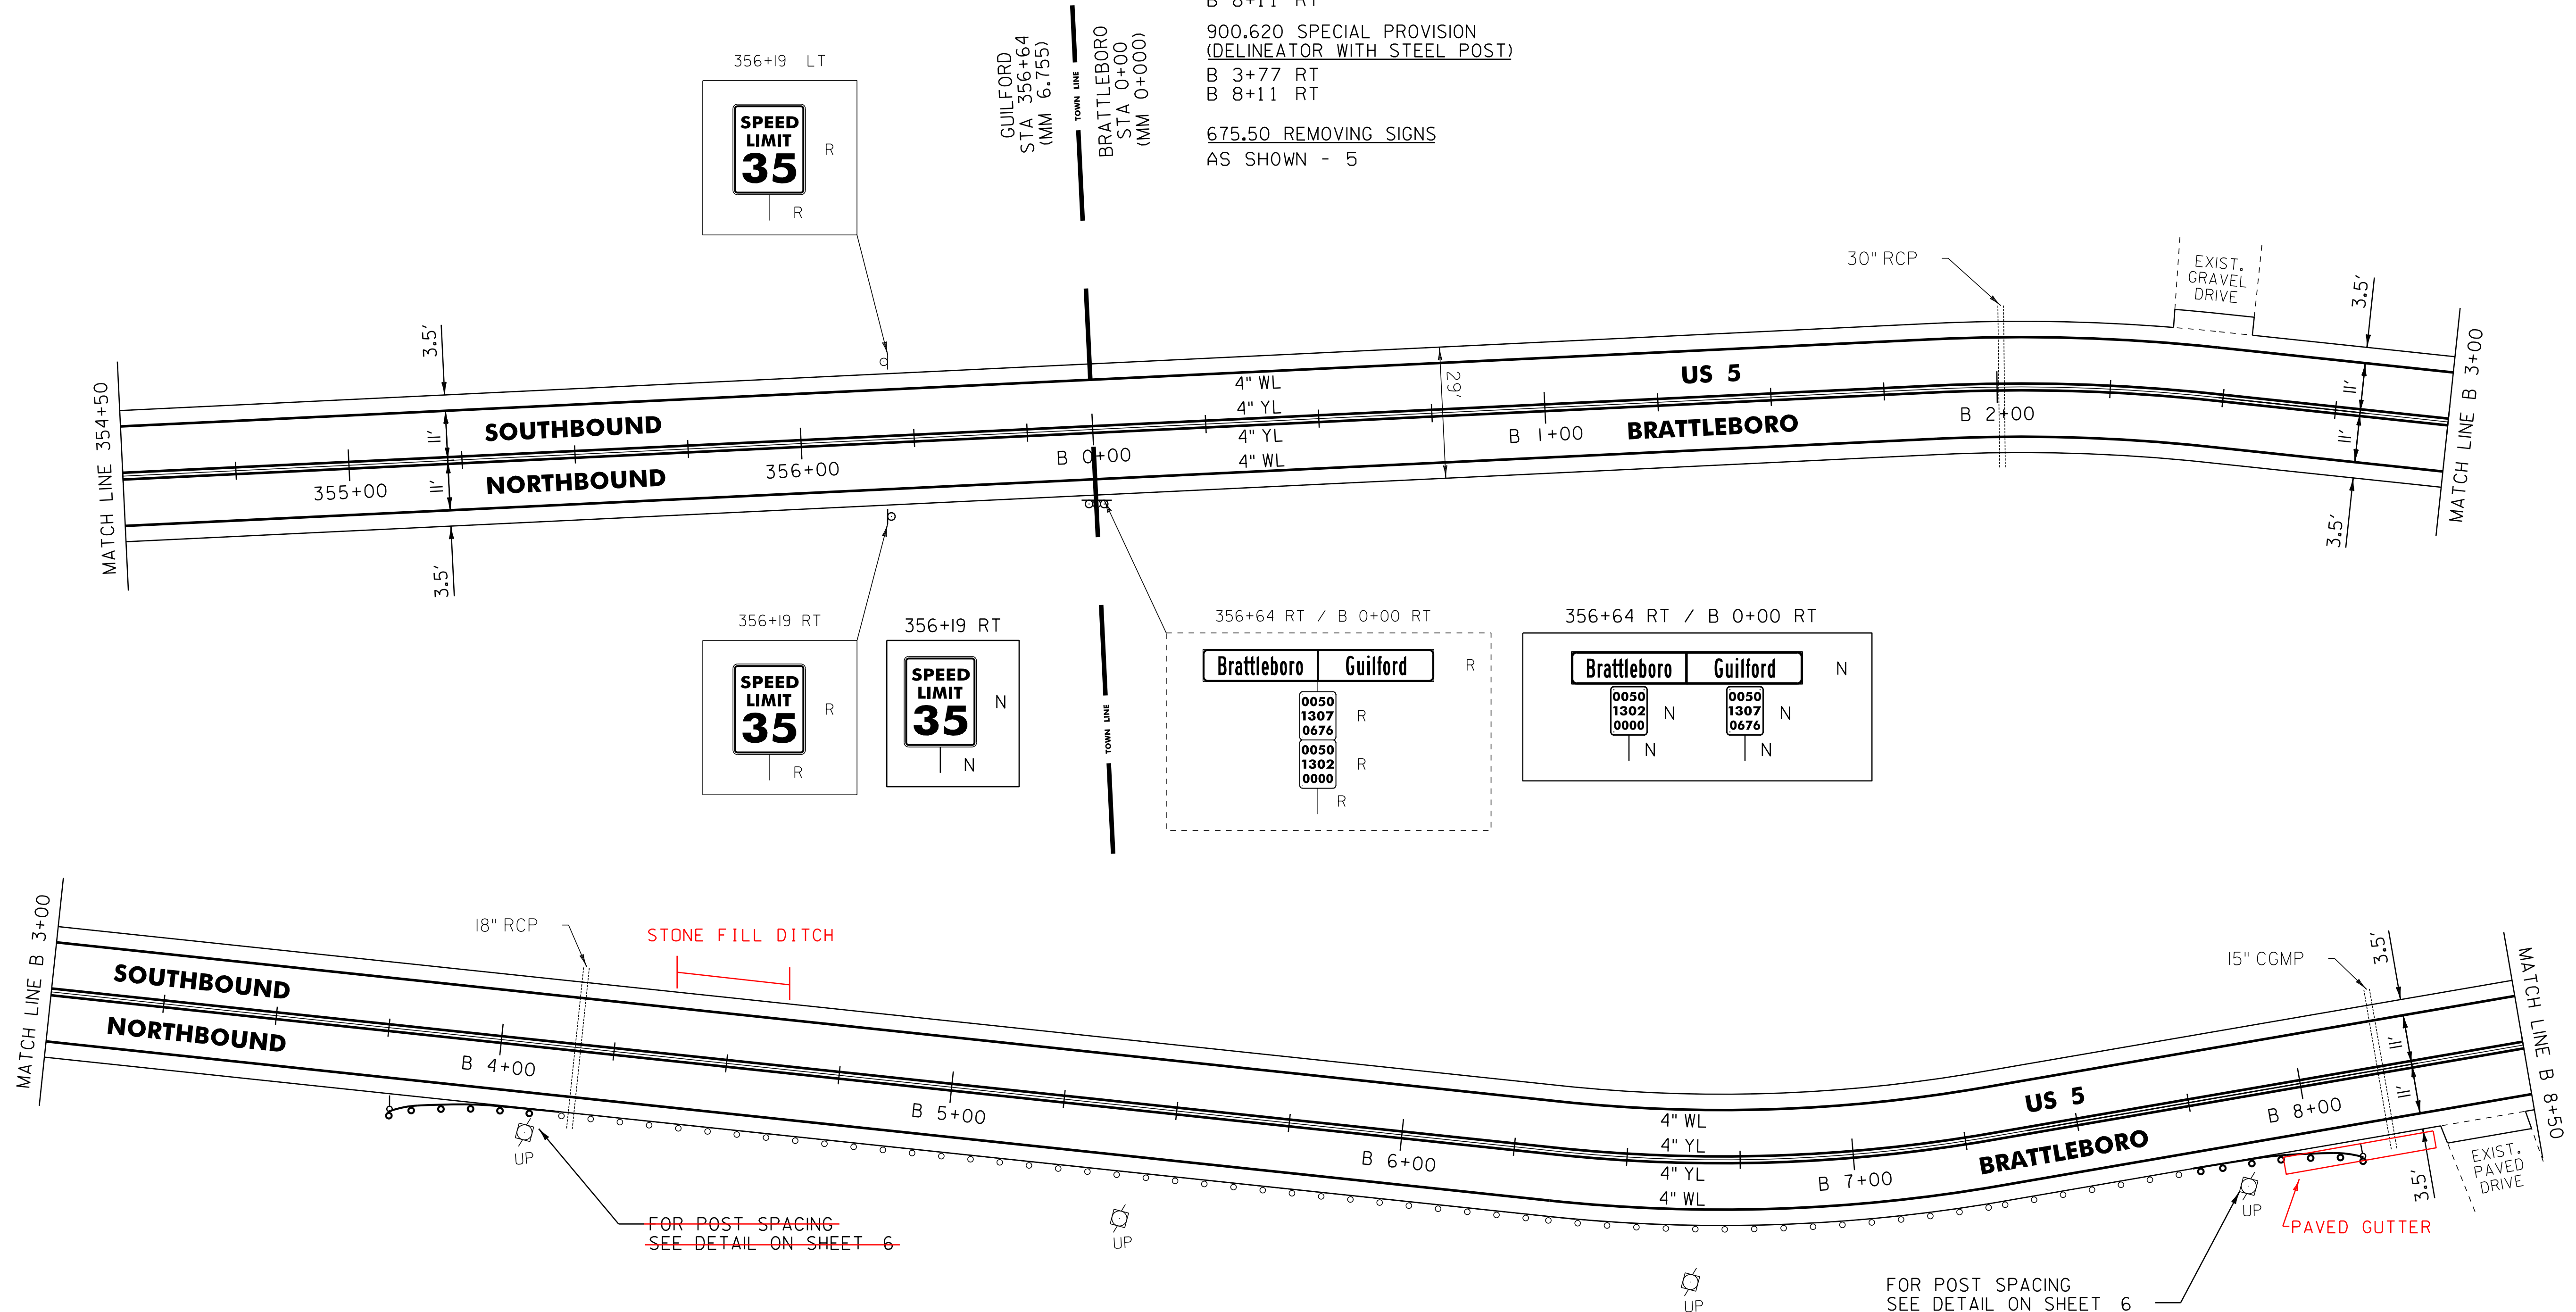 B 8+11 RT
900.620 SPECIAL PROVISION
(DELINEATOR WITH STEEL POST)
B 3+77 RT
B 8+11 RT
675.50 REMOVING SIGNS
AS SHOWN - 5
GUILFORD
STA 356+64
(MM 6.755)
TOWN LINE
BRATTLEBORO
STA 0+00
(MM 0+000)
356+19 LT
SPEED
LIMIT
35
R
R
30" RCP
EXIST.
GRAVEL
DRIVE
3.5'
3.5'
MATCH LINE 354+50
MATCH LINE B 3+00
SOUTHBOUND
NORTHBOUND
11'
11'
355+00
356+00
B 0+00
4" WL
4" YL
4" YL
4" WL
29'
US 5
B 1+00
BRATTLEBORO
B 2+00
11'
11'
3.5'
3.5'
356+19 RT
SPEED
LIMIT
35
R
R
356+19 RT
SPEED
LIMIT
35
N
N
TOWN LINE
356+64 RT / B 0+00 RT
Brattleboro Guilford R
0050
1307
0676
R
0050
1302
0000
R
R
356+64 RT / B 0+00 RT
Brattleboro Guilford N
0050
1302
0000
N
N
0050
1307
0676
N
N
MATCH LINE B 3+00
SOUTHBOUND
NORTHBOUND
18" RCP
STONE FILL DITCH
B 4+00
UP
FOR POST SPACING
SEE DETAIL ON SHEET 6
B 5+00
UP
B 6+00
4" WL
4" YL
4" YL
4" WL
UP
B 7+00
US 5
BRATTLEBORO
B 8+00
15" CGMP
3.5'
11'
11'
3.5'
MATCH LINE B 8+50
EXIST.
PAVED
DRIVE
UP
PAVED GUTTER
FOR POST SPACING
SEE DETAIL ON SHEET 6